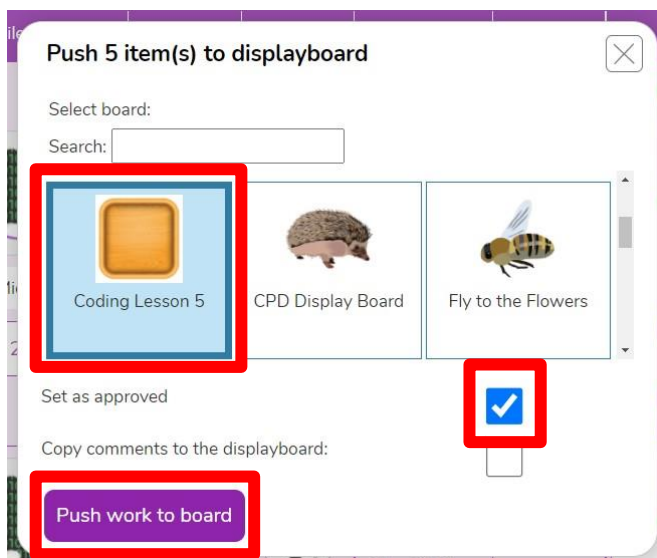 Push 5 item(s) to displayboard
Select board:
Search:
Coding Lesson 5 CPD Display Board Fly to the Flowers
Set as approved
Copy comments to the displayboard:
Push work to board